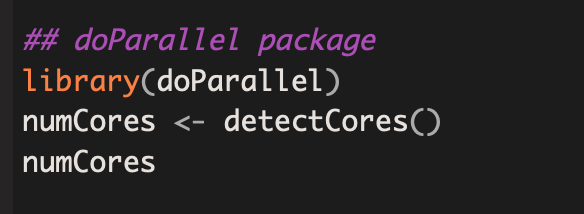 ## doParallel package
library(doParallel)
numCores <- detectCores()
numCores